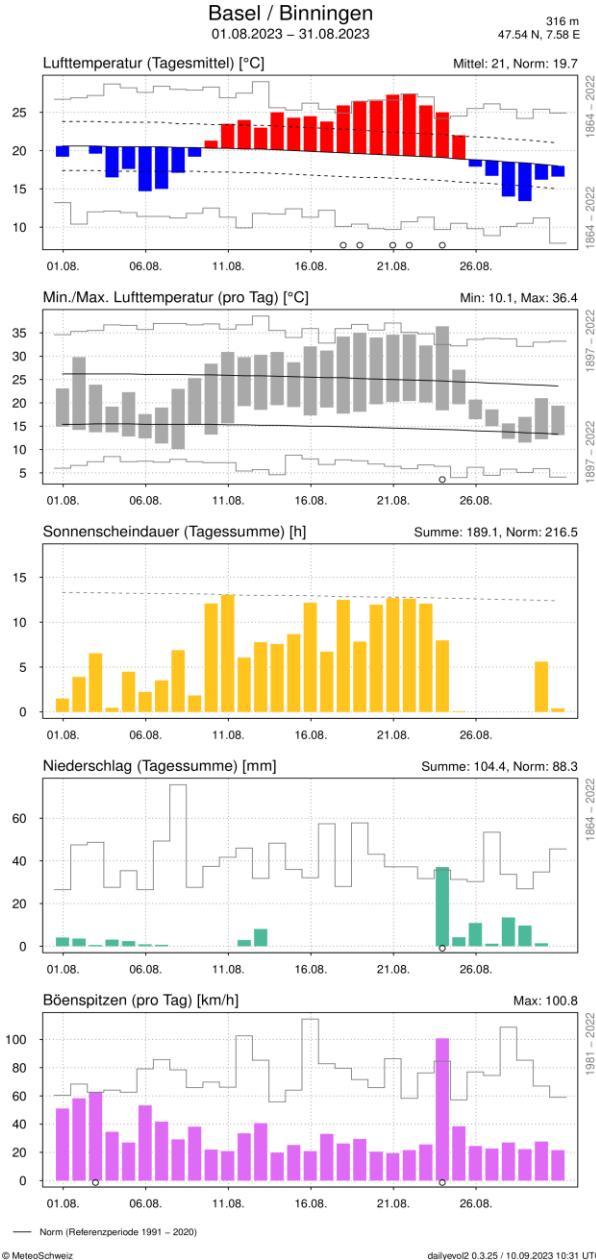 Basel / Binningen
01.08.2023 – 31.08.2023
316 m
47.54 N, 7.58 E
Lufttemperatur (Tagesmittel) [°C]
Mittel: 21, Norm: 19.7
25
20
15
10
1864 – 2022
1864 – 2022
01.08. 06.08. 11.08. 16.08. 21.08. 26.08.
Min./Max. Lufttemperatur (pro Tag) [°C]
Min: 10.1, Max: 36.4
35
30
25
20
15
10
5
1897 – 2022
1897 – 2022
01.08. 06.08. 11.08. 16.08. 21.08. 26.08.
Sonnenscheindauer (Tagessumme) [h]
Summe: 189.1, Norm: 216.5
15
10
5
0
01.08. 06.08. 11.08. 16.08. 21.08. 26.08.
Niederschlag (Tagessumme) [mm]
Summe: 104.4, Norm: 88.3
60
40
20
0
1864 – 2022
01.08. 06.08. 11.08. 16.08. 21.08. 26.08.
Böenspitzen (pro Tag) [km/h]
Max: 100.8
100
80
60
40
20
0
1981 – 2022
01.08. 06.08. 11.08. 16.08. 21.08. 26.08.
Norm (Referenzperiode 1991 – 2020)
© MeteoSchweiz
dailyevol2 0.3.25 / 10.09.2023 10:31 UTC